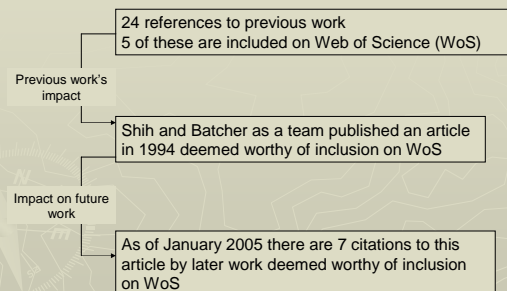 24 references to previous work
5 of these are included on Web of Science (WoS)
Previous work's
impact
Shih and Batcher as a team published an article
in 1994 deemed worthy of inclusion on WoS
Impact on future
work
As of January 2005 there are 7 citations to this
article by later work deemed worthy of inclusion
on WoS